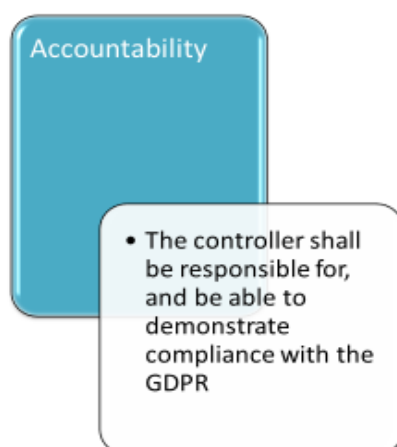 Accountability
• The controller shall
be responsible for,
and be able to
demonstrate
compliance with the
GDPR